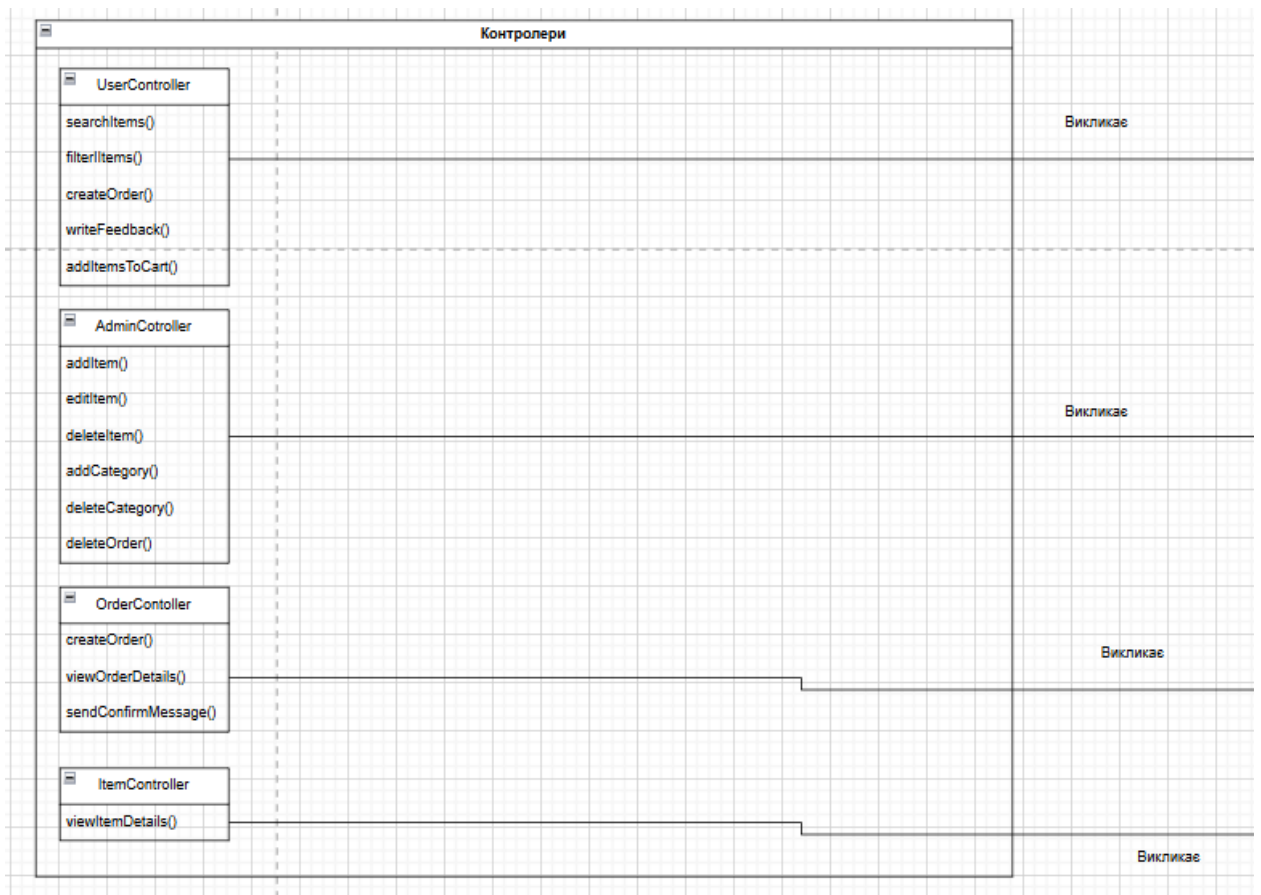 Контролери
UserController
searchItems()
filterIItems()
createOrder()
writeFeedback()
addItemsToCart()
Викликає
AdminCotroller
addItem()
editItem()
deleteItem()
addCategory()
deleteCategory()
deleteOrder()
Викликає
OrderContoller
createOrder()
viewOrderDetails()
sendConfirmMessage()
Викликає
ItemController
viewItemDetails()
Викликає